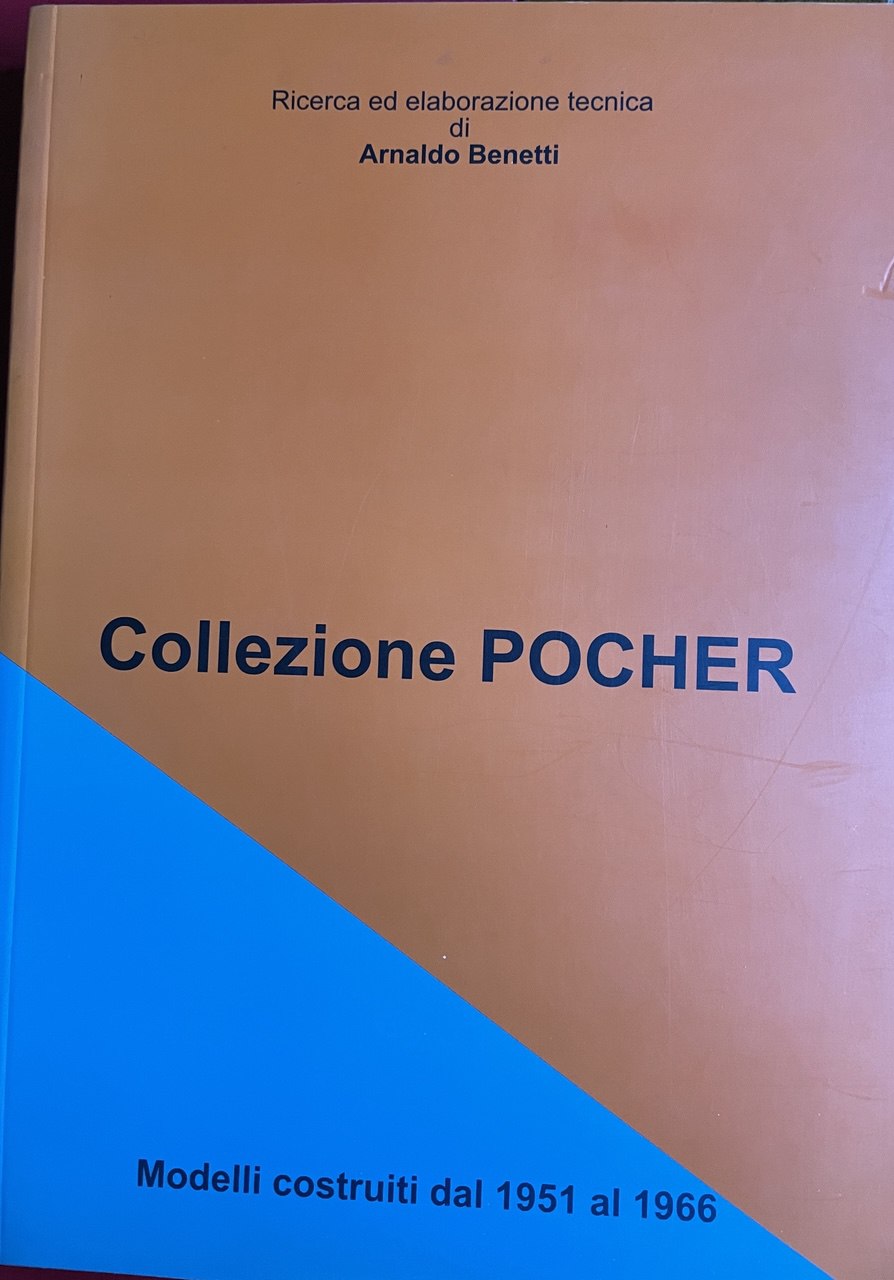 Ricerca ed elaborazione tecnica
di
Arnaldo Benetti
Collezione POCHER
Modelli costruiti dal 1951 al 1966